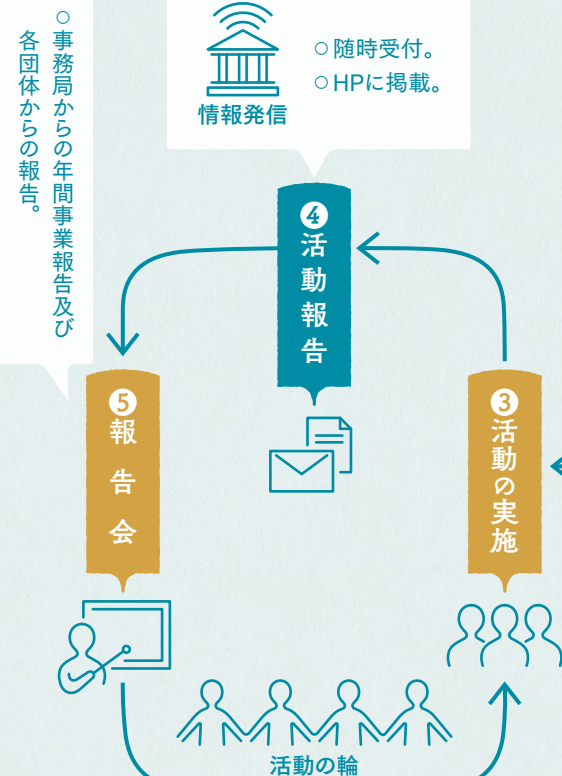 ○事務局からの年間事業報告及び
各団体からの報告。
情報発信
○随時受付。
○HPに掲載。
❹活動報告
❺報告会
❸活動の実施
活動の輪